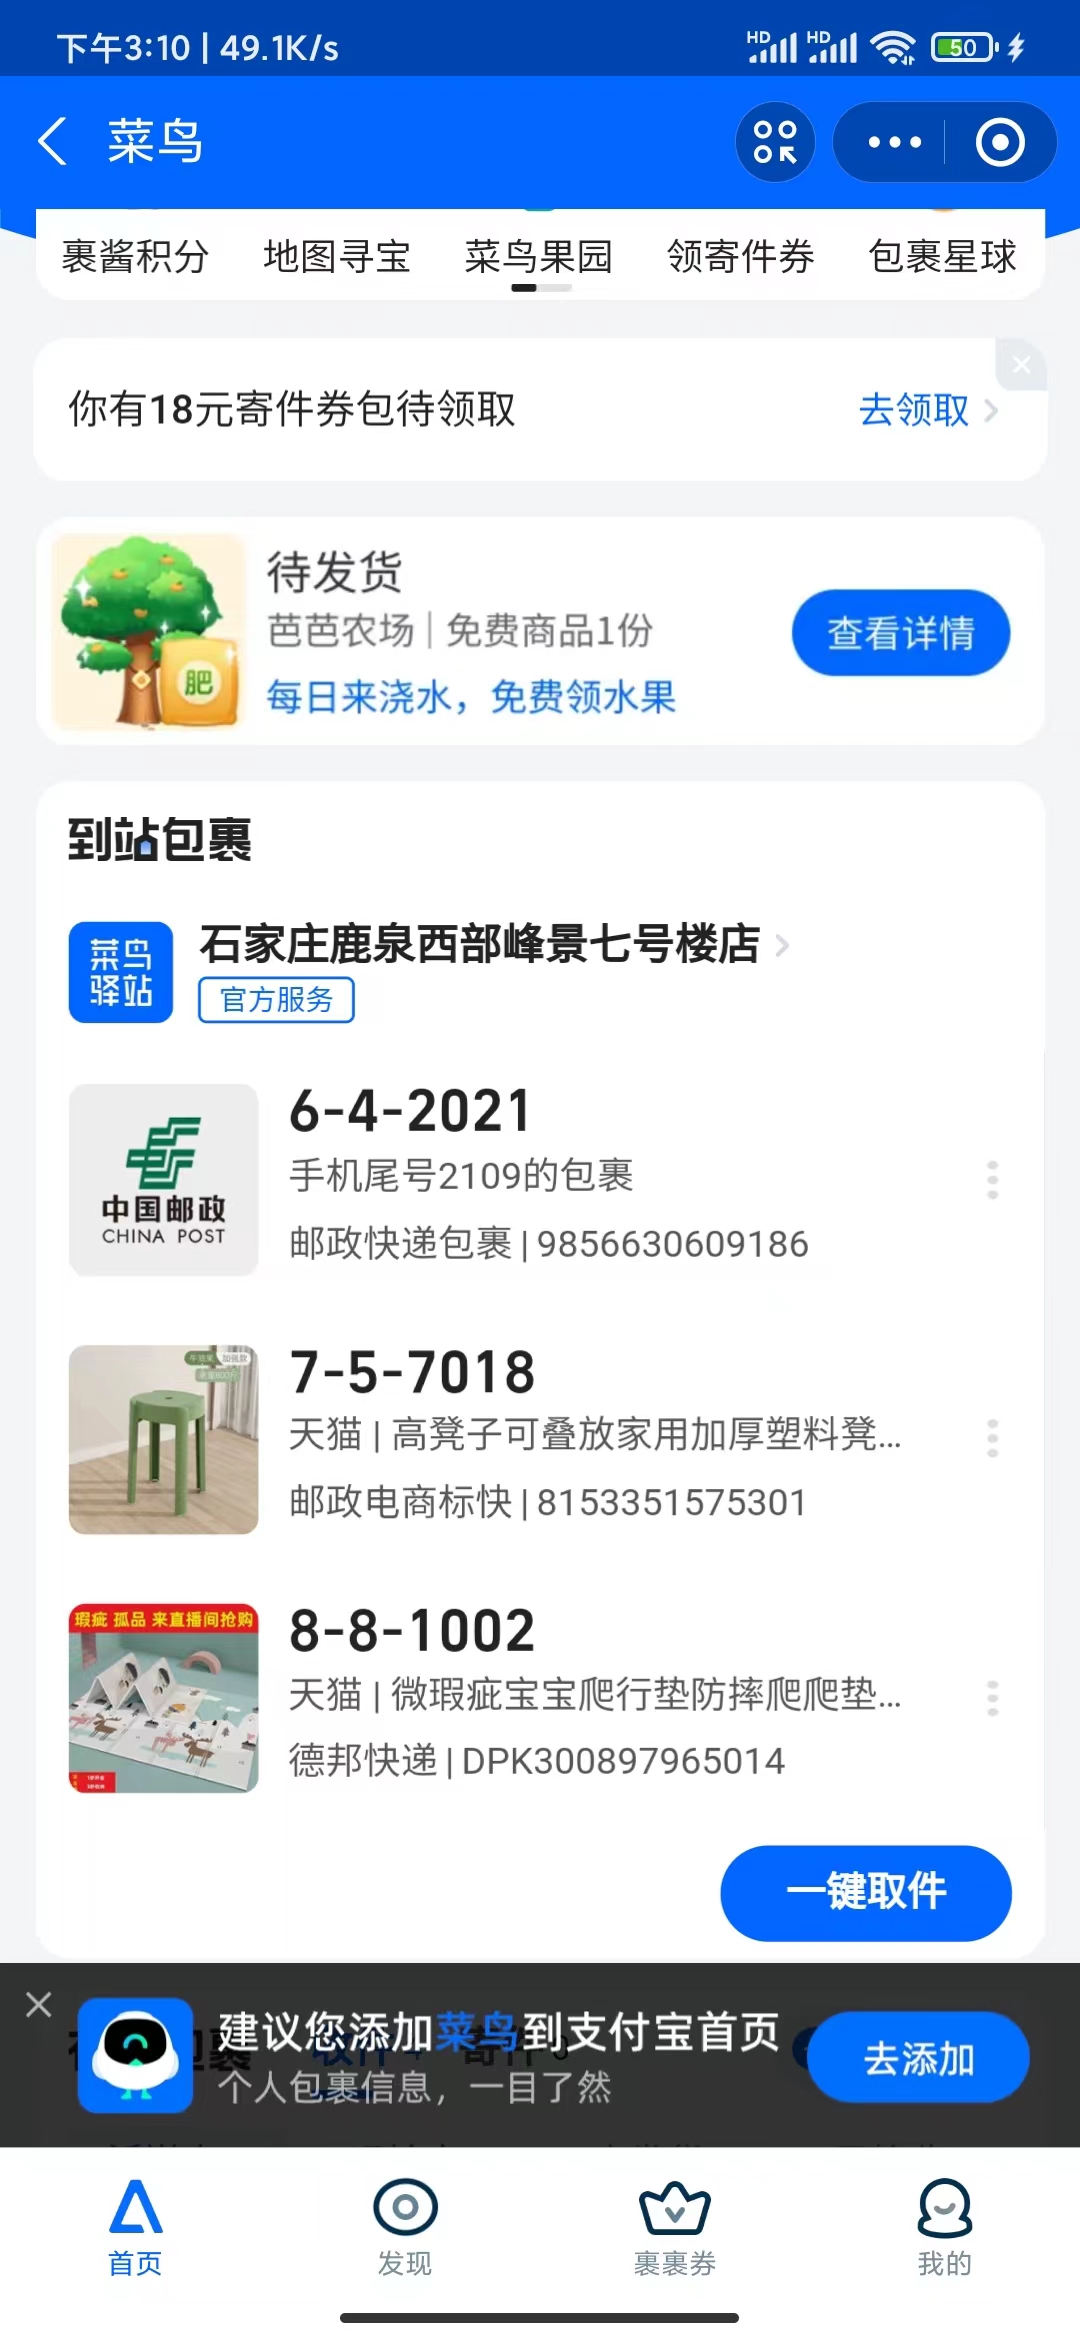 下午3:10 | 49.1K/s
HD HD 50
菜鸟
裹酱积分 地图寻宝 菜鸟果园 领寄件券 包裹星球
你有18元寄件券包待领取 去领取
待发货
芭芭农场 | 免费商品1份
查看详情
肥
每日来浇水，免费领水果
到站包裹
菜鸟
驿站
石家庄鹿泉西部峰景七号楼店
官方服务
6-4-2021
手机尾号2109的包裹
邮政快递包裹 | 9856630609186
中国邮政
CHINA POST
7-5-7018
天猫 | 高凳子可叠放家用加厚塑料凳...
邮政电商标快 | 8153351575301
8-8-1002
瑕疵 孤品 来直播间抢购
天猫 | 微瑕疵宝宝爬行垫防摔爬爬垫...
德邦快递 | DPK300897965014
一键取件
建议您添加菜鸟到支付宝首页
个人包裹信息，一目了然
去添加
首页 发现 裹裹券 我的